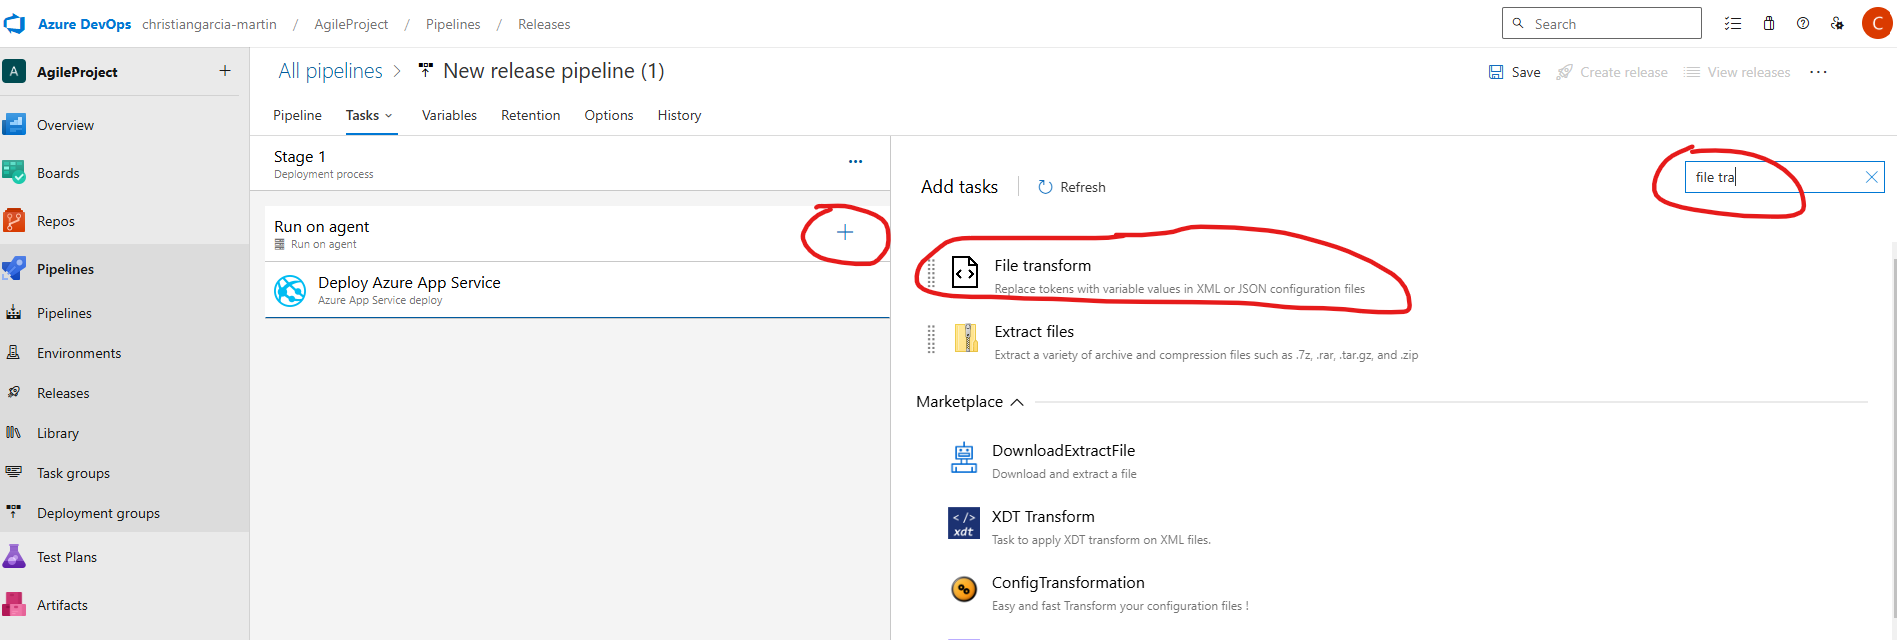 Azure DevOps christiangarcia-martin / AgileProject / Pipelines / Releases
Search
C
A AgileProject +
Overview
Boards
Repos
Pipelines
Pipelines
Environments
Releases
Library
Task groups
Deployment groups
Test Plans
Artifacts
All pipelines > New release pipeline (1)
Save Create release View releases ...
Pipeline Tasks Variables Retention Options History
Stage 1
Deployment process
...
Run on agent
Run on agent
+
Deploy Azure App Service
Azure App Service deploy
Add tasks Refresh
file tra
File transform
Replace tokens with variable values in XML or JSON configuration files
Extract files
Extract a variety of archive and compression files such as .7z, .rar, .tar.gz, and .zip
Marketplace
DownloadExtractFile
Download and extract a file
</> xdt
XDT Transform
Task to apply XDT transform on XML files.
ConfigTransformation
Easy and fast Transform your configuration files !